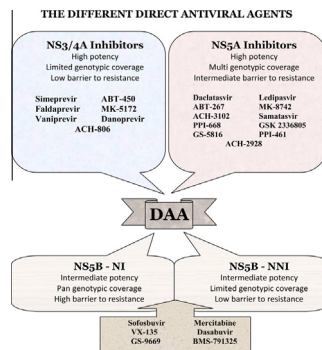 THE DIFFERENT DIRECT ANTIVIRAL AGENTS
NS3/4A Inhibitors
High potency
Limited genotypic coverage
Low barrier to resistance
Simeprevir ABT-450
Faldaprevir MK-5172
Vaniprevir Danoprevir
ACH-806
NS5A Inhibitors
High potency
Multi genotypic coverage
Intermediate barrier to resistance
Daclatasvir Ledipasvir
ABT-267 MK-8742
ACH-3102 Samatasvir
PPI-668 GSK 2336805
GS-5816 PPI-461
ACH-2928
DAA
NS5B - NI
Intermediate potency
Pan genotypic coverage
High barrier to resistance
NS5B - NNI
Intermediate potency
Limited genotypic coverage
Low barrier to resistance
Sofosbuvir Mercitabine
VX-135 Dasabuvir
GS-9669 BMS-791325